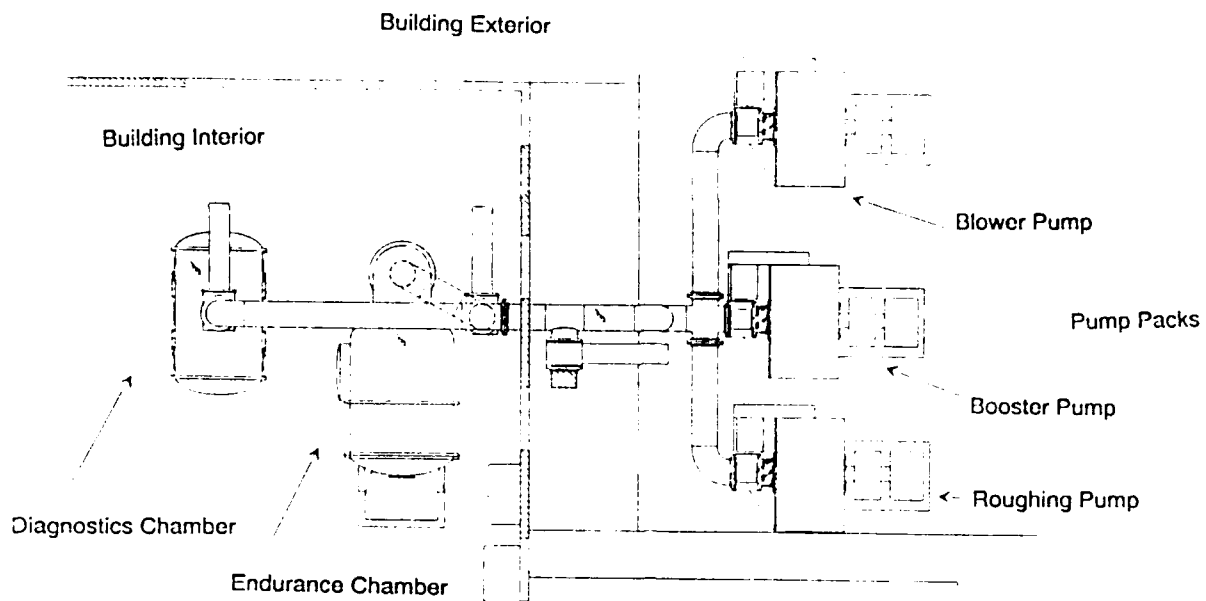 Building Exterior
Building Interior
Blower Pump
Pump Packs
Booster Pump
Roughing Pump
Diagnostics Chamber
Endurance Chamber